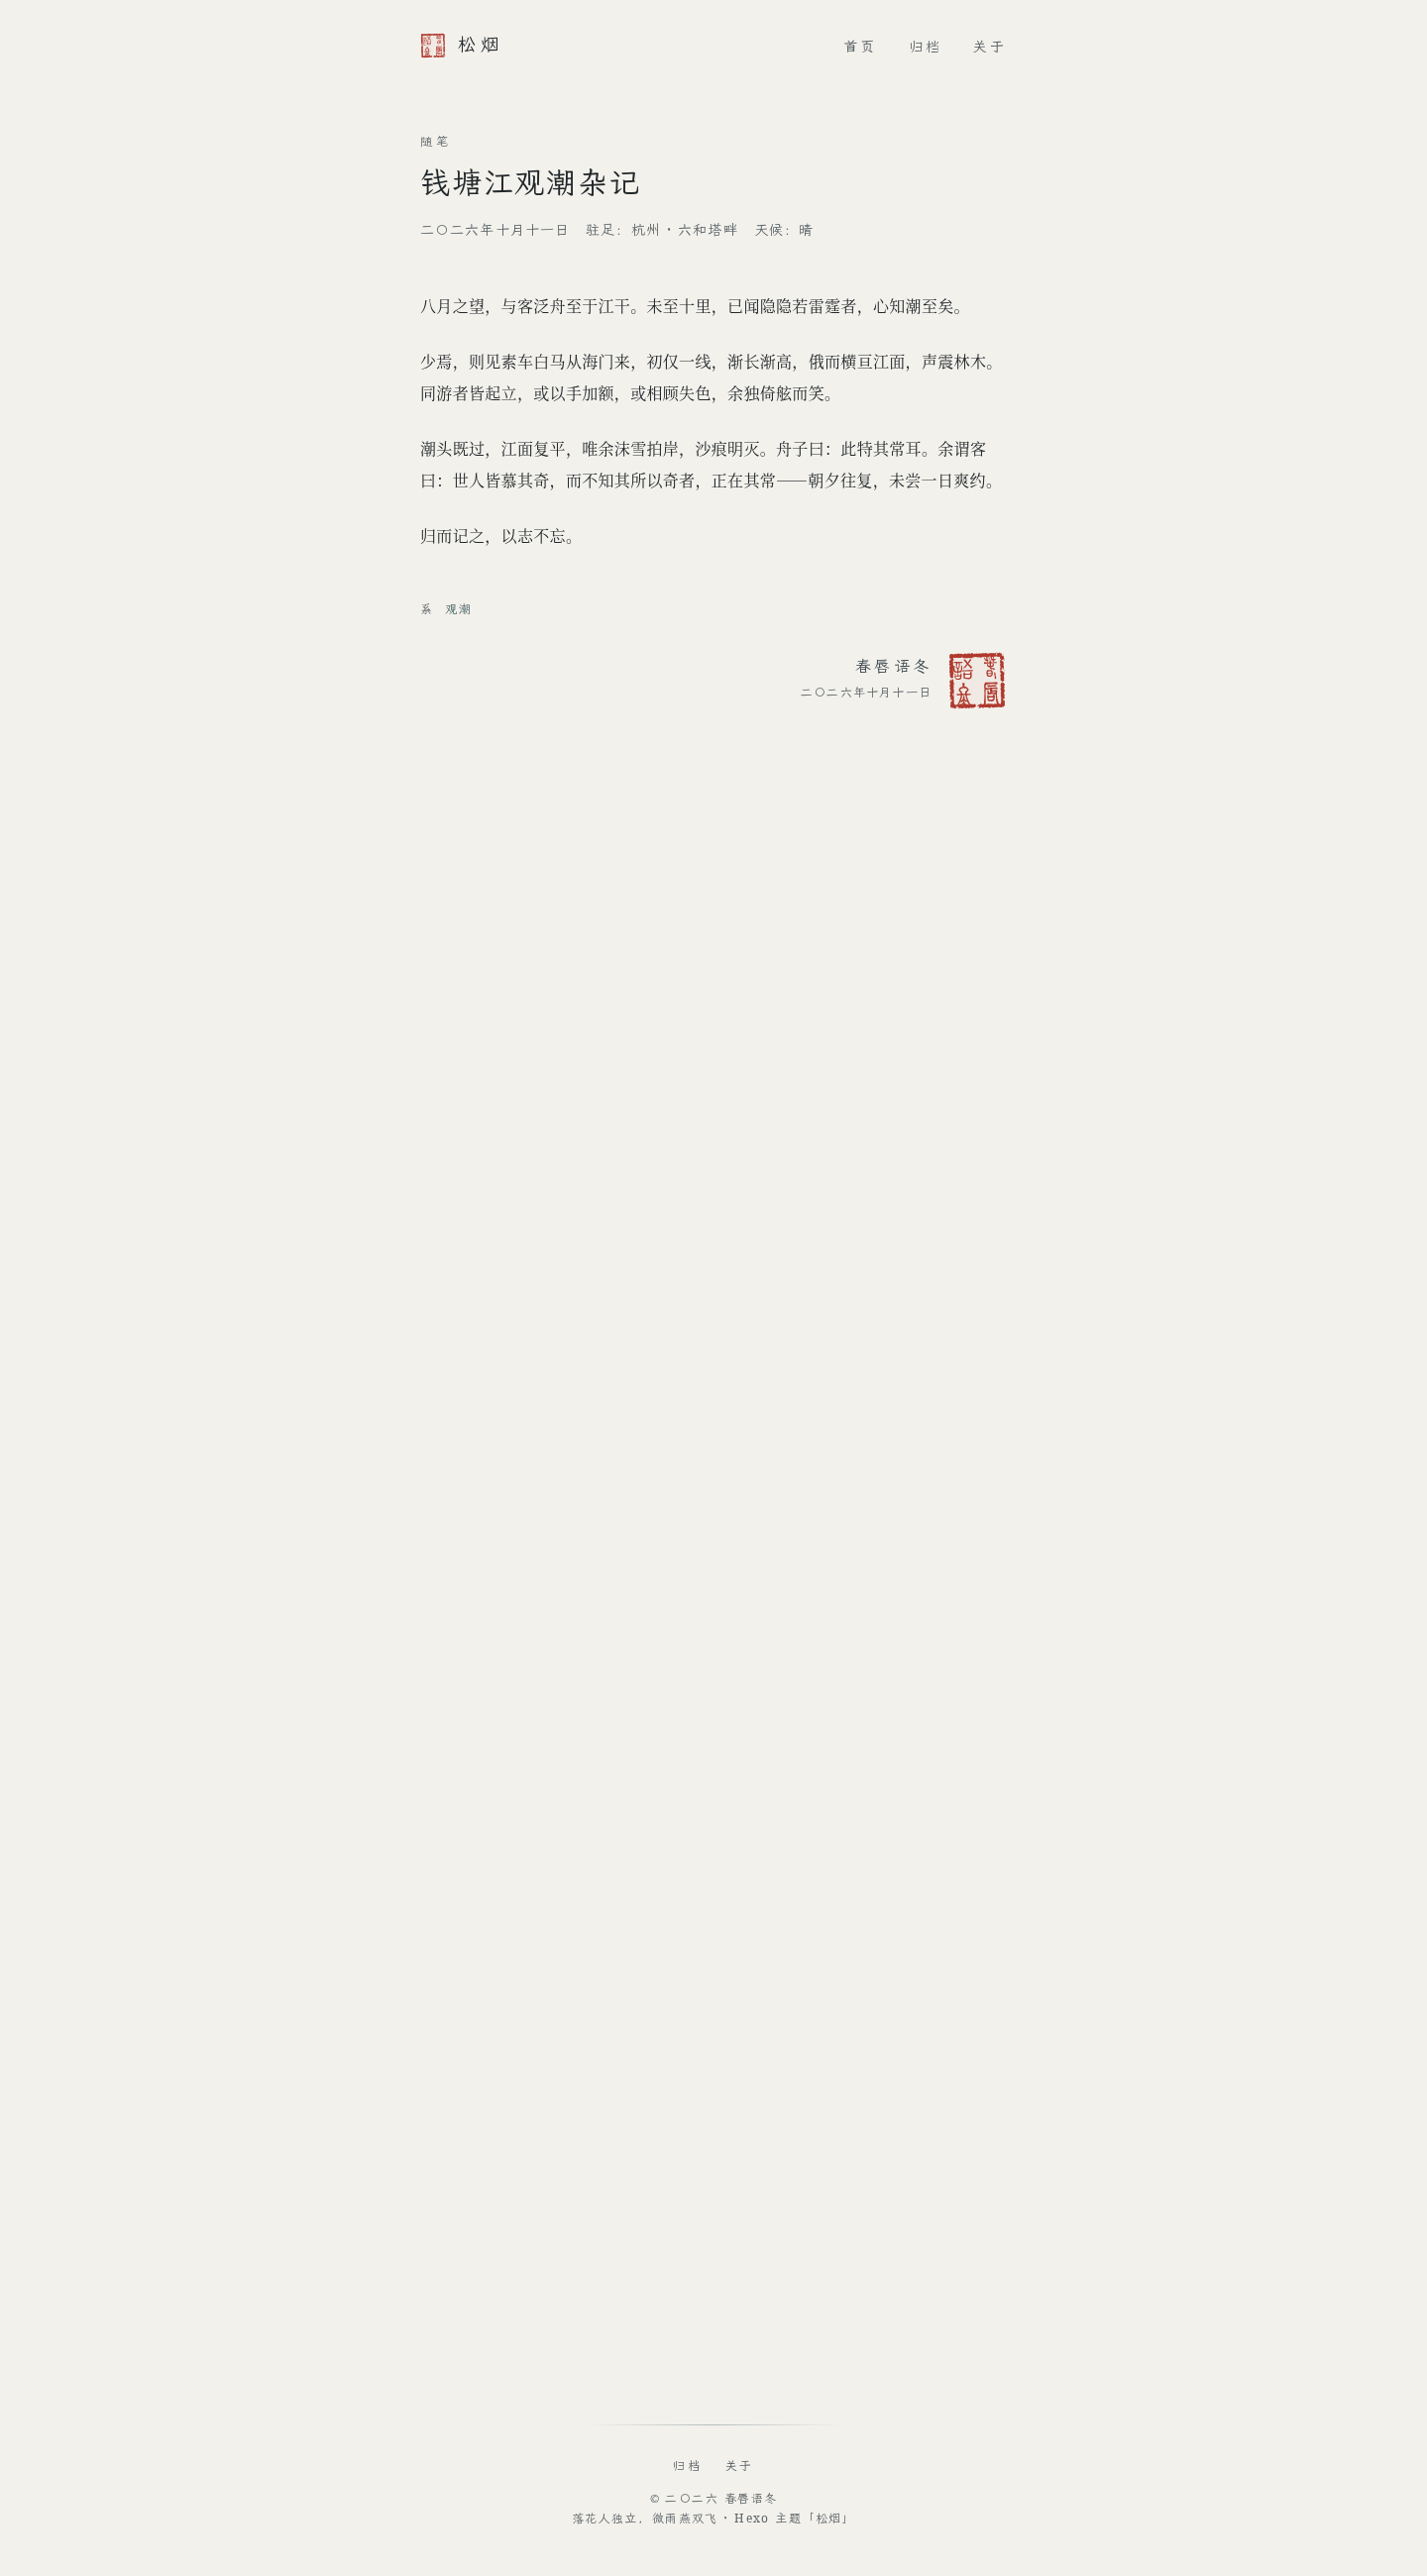 松烟
首页 归档 关于
随笔
钱塘江观潮杂记
二〇二六年十月十一日 驻足：杭州·六和塔畔 天候：晴
八月之望，与客泛舟至于江干。未至十里，已闻隐隐若雷霆者，心知潮至矣。
少焉，则见素车白马从海门来，初仅一线，渐长渐高，俄而横亘江面，声震林木。
同游者皆起立，或以手加额，或相顾失色，余独倚舷而笑。
潮头既过，江面复平，唯余沫雪拍岸，沙痕明灭。舟子曰：此特其常耳。余谓客
曰：世人皆慕其奇，而不知其所以奇者，正在其常——朝夕往复，未尝一日爽约。
归而记之，以志不忘。
系 观潮
春唇语冬
二〇二六年十月十一日
归档 关于
© 二〇二六 春唇语冬
落花人独立，微雨燕双飞 · Hexo 主题「松烟」